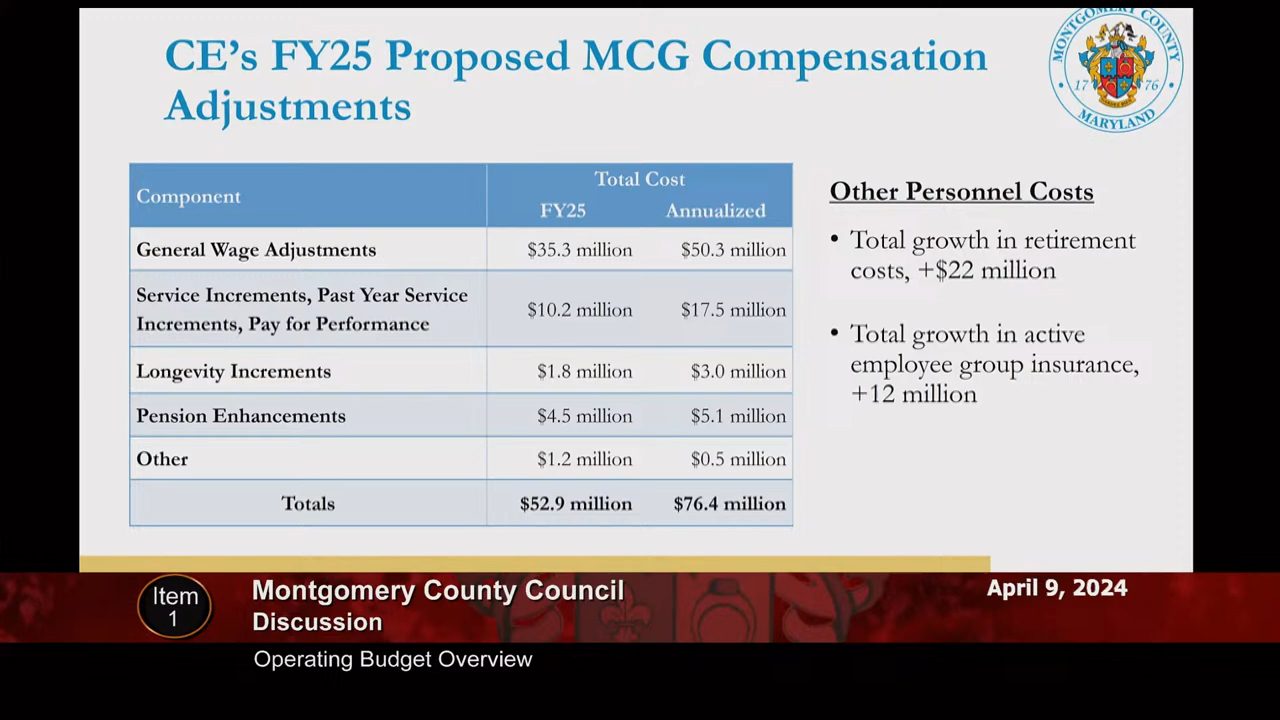 CE's FY25 Proposed MCG Compensation
Adjustments
MONTGOMERY COUNTY
17 76
MARYLAND
Component
Total Cost
FY25 Annualized
General Wage Adjustments $35.3 million $50.3 million
Service Increments, Past Year Service
Increments, Pay for Performance $10.2 million $17.5 million
Longevity Increments $1.8 million $3.0 million
Pension Enhancements $4.5 million $5.1 million
Other $1.2 million $0.5 million
Totals $52.9 million $76.4 million
Other Personnel Costs
• Total growth in retirement
costs, +$22 million
• Total growth in active
employee group insurance,
+12 million
Item
1
Montgomery County Council
Discussion
April 9, 2024
Operating Budget Overview